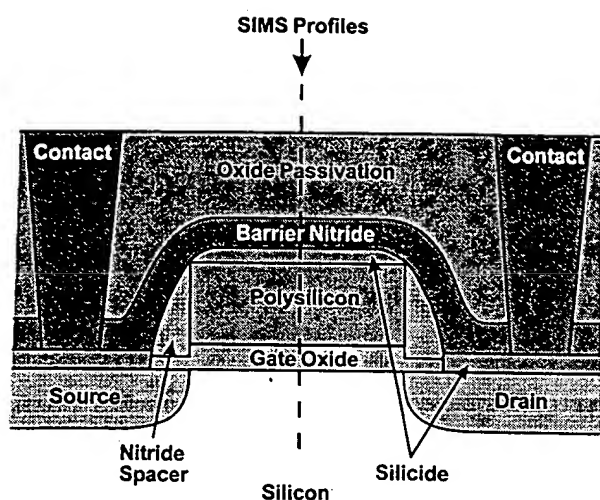 SIMS Profiles
Contact
Contact
Oxide Passivation
Barrier Nitride
Polysilicon
Gate Oxide
Source
Drain
Nitride
Spacer
Silicide
Silicon